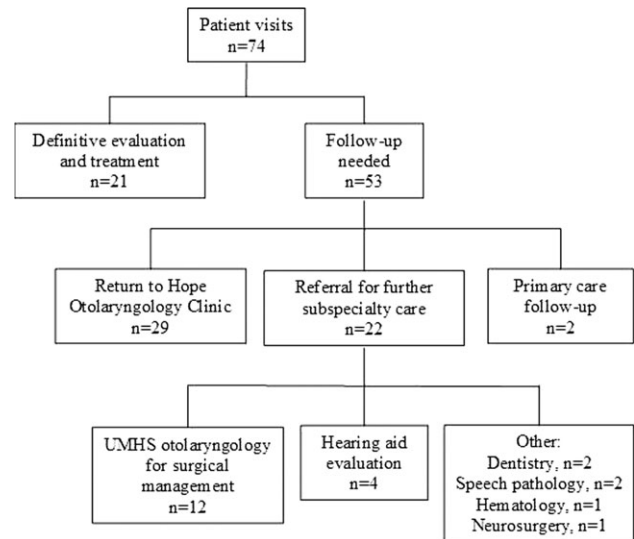 Patient visits
n=74
Definitive evaluation
and treatment
n=21
Follow-up
needed
n=53
Return to Hope
Otolaryngology Clinic
n=29
Referral for further
subspecialty care
n=22
Primary care
follow-up
n=2
UMHS otolaryngology
for surgical
management
n=12
Hearing aid
evaluation
n=4
Other:
Dentistry, n=2
Speech pathology, n=2
Hematology, n=1
Neurosurgery, n=1